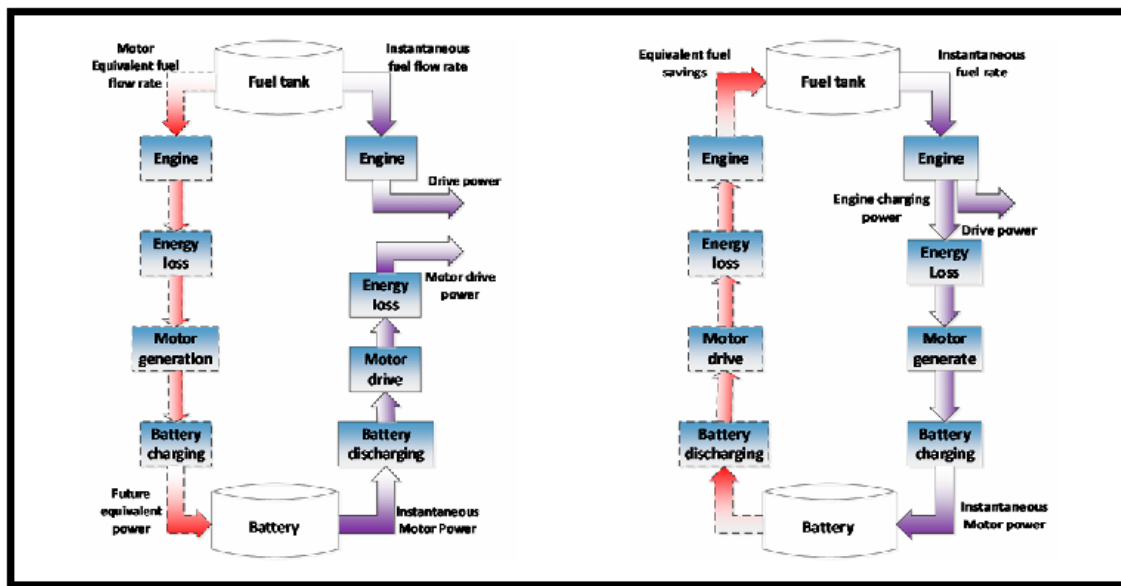 Motor
Equivalent fuel
flow rate
Fuel tank
Instantaneous
fuel flow rate
Engine
Engine
Drive power
Energy
loss
Energy
loss
Motor drive
power
Motor
generation
Motor
drive
Battery
charging
Battery
discharging
Future
equivalent
power
Battery
Instantaneous
Motor Power
Equivalent fuel
savings
Fuel tank
Instantaneous
fuel rate
Engine
Engine
Engine charging
power
Drive power
Energy
loss
Energy
Loss
Motor
drive
Motor
generate
Battery
discharging
Battery
charging
Battery
Instantaneous
Motor power